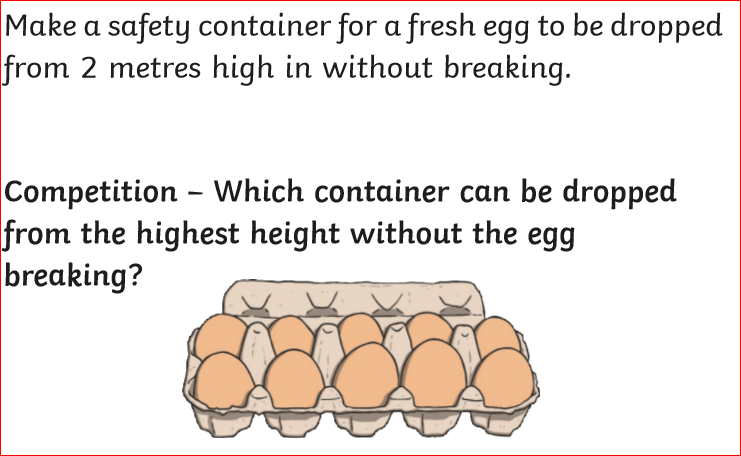 Make a safety container for a fresh egg to be dropped
from 2 metres high in without breaking.
Competition – Which container can be dropped
from the highest height without the egg
breaking?